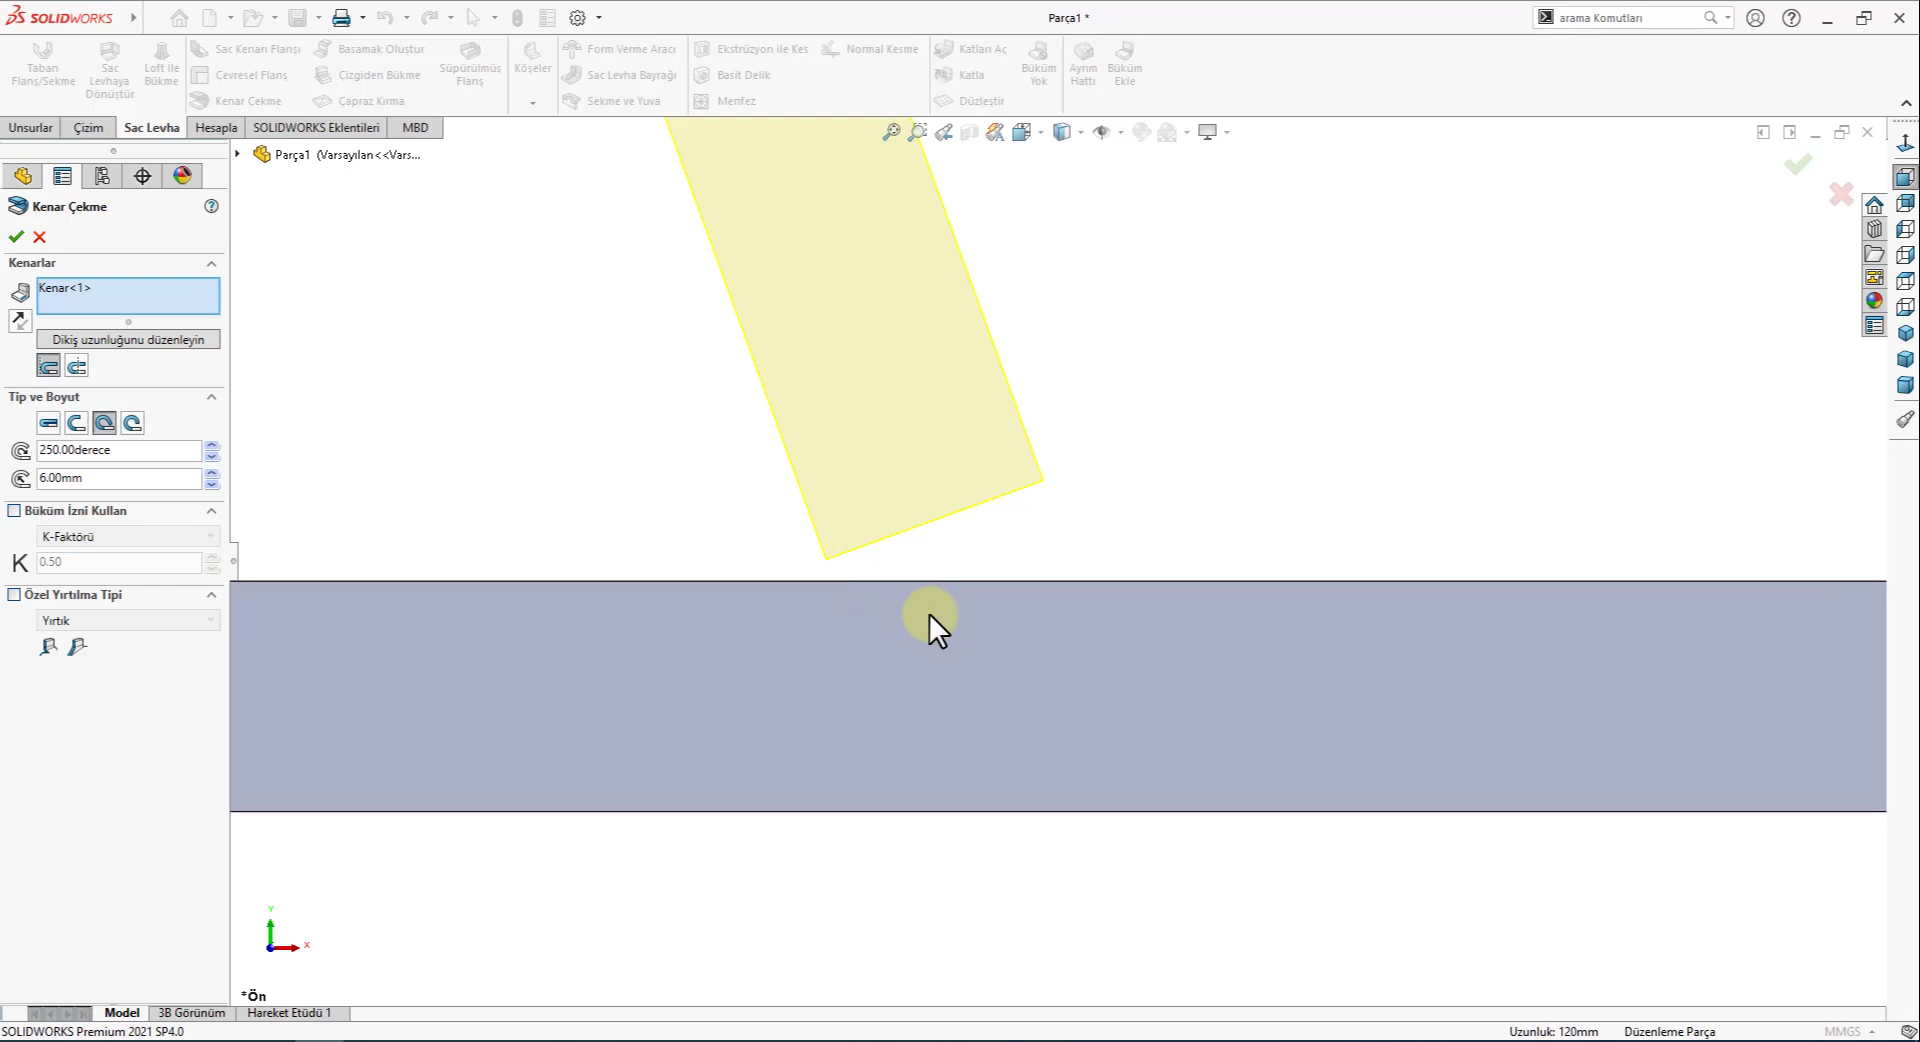 SOLIDWORKS
Parça1 *
arama Komutları
Taban Flanş/Sekme
Sac Levhaya Dönüştür
Loft İle Bükme
Sac Kenarı Flanşı
Çevresel Flanş
Kenar Çekme
Basamak Oluştur
Çizgiden Bükme
Çapraz Kırma
Süpürülmüş Flanş
Köşeler
Form Verme Aracı
Sac Levha Bayrağı
Sekme ve Yuva
Ekstrüzyon ile Kes
Basit Delik
Menfez
Normal Kesme
Katları Aç
Katla
Düzleştir
Büküm Yok
Ayrım Hattı
Büküm Ekle
Unsurlar
Çizim
Sac Levha
Hesapla
SOLIDWORKS Eklentileri
MBD
Parça1 (Varsayılan<<Vars...
Kenar Çekme
Kenarlar
Kenar<1>
Dikiş uzunluğunu düzenleyin
Tip ve Boyut
250.00derece
6.00mm
Büküm İzni Kullan
K-Faktörü
K
0.50
Özel Yırtılma Tipi
Yırtık
Y
X
*Ön
Model
3B Görünüm
Hareket Etüdü 1
SOLIDWORKS Premium 2021 SP4.0
Uzunluk: 120mm
Düzenleme Parça
MMGS